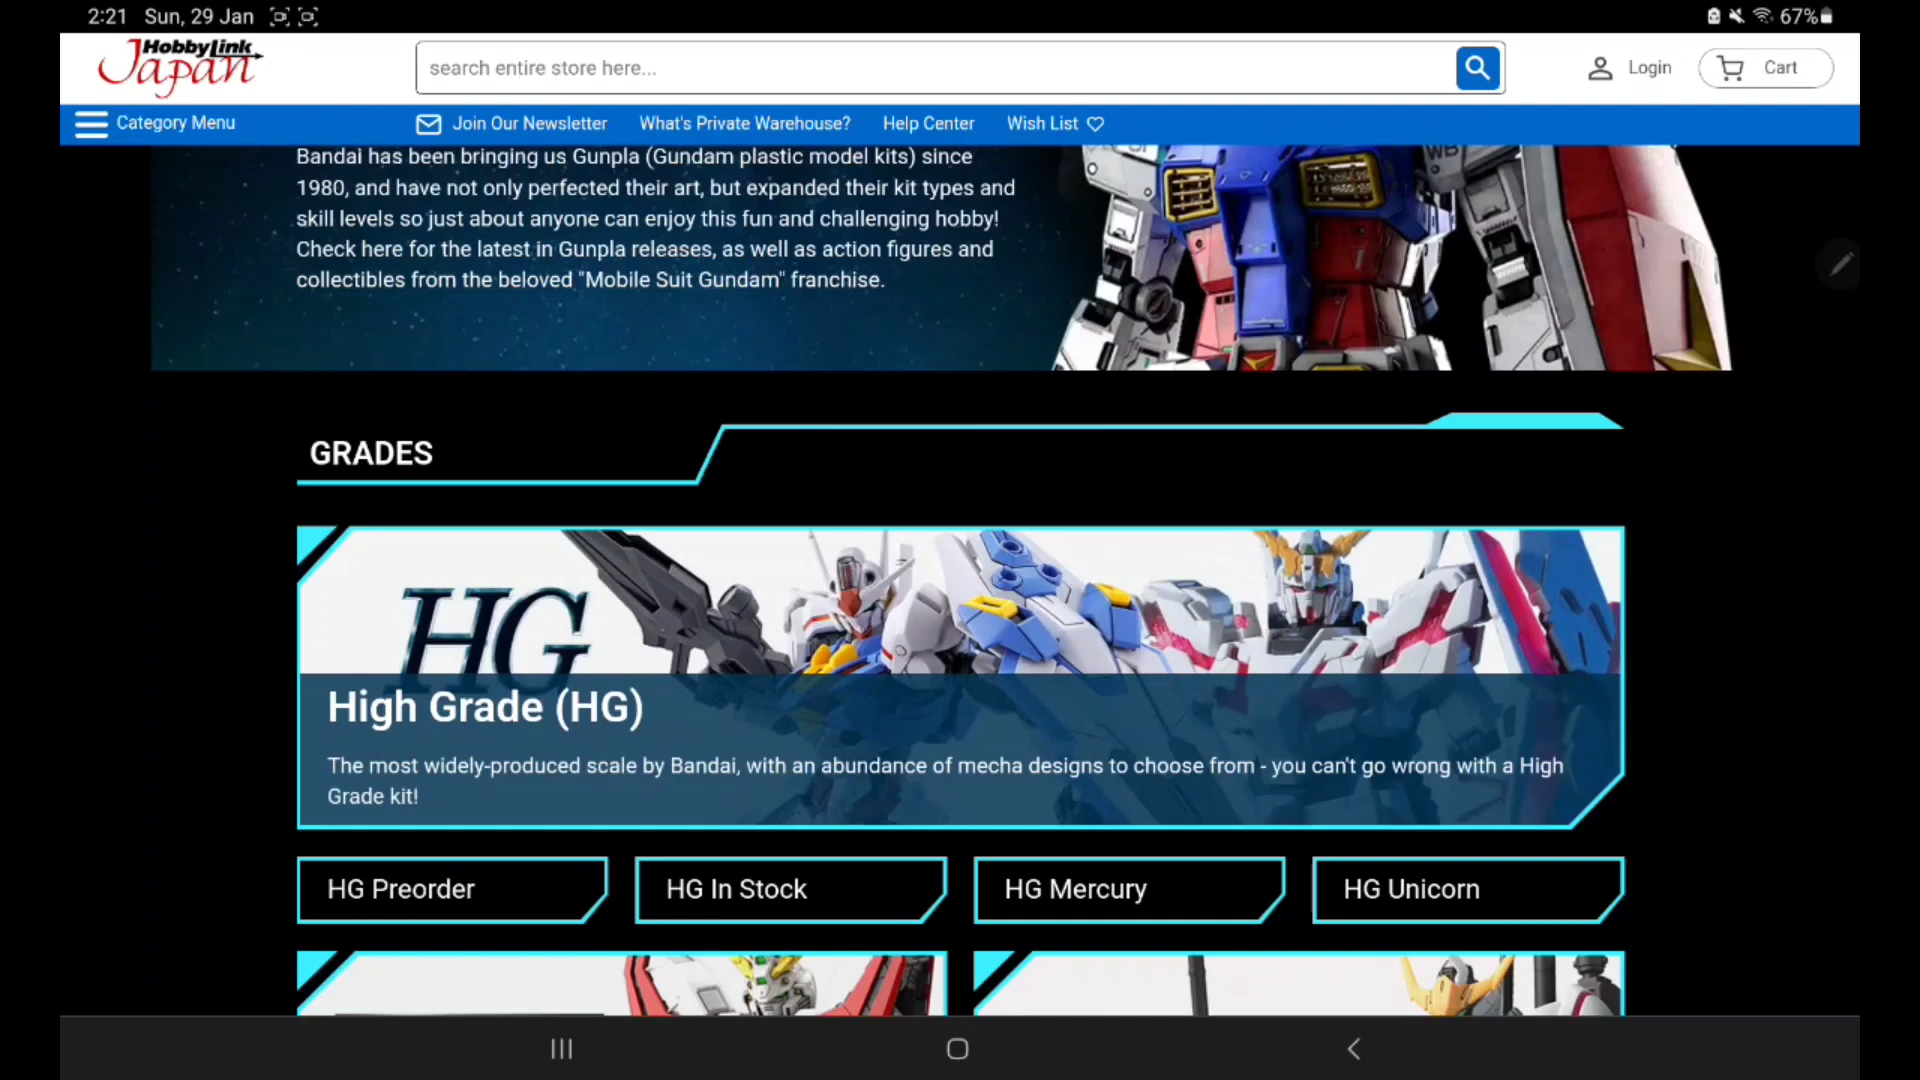 2:21 Sun, 29 Jan
67%
HobbyLink
Japan
search entire store here...
Login
Cart
Category Menu
Join Our Newsletter
What's Private Warehouse?
Help Center
Wish List
Bandai has been bringing us Gunpla (Gundam plastic model kits) since
1980, and have not only perfected their art, but expanded their kit types and
skill levels so just about anyone can enjoy this fun and challenging hobby!
Check here for the latest in Gunpla releases, as well as action figures and
collectibles from the beloved "Mobile Suit Gundam" franchise.
WB
GRADES
HG
High Grade (HG)
The most widely-produced scale by Bandai, with an abundance of mecha designs to choose from - you can't go wrong with a High
Grade kit!
HG Preorder
HG In Stock
HG Mercury
HG Unicorn